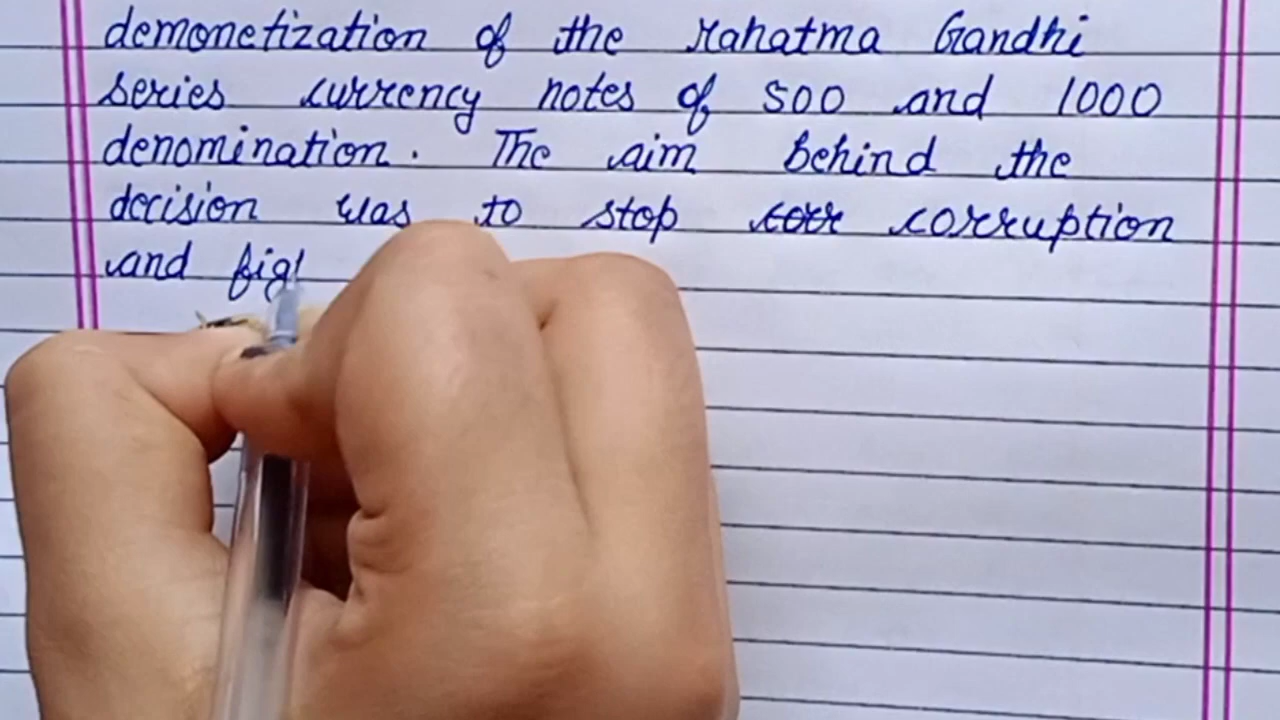 demonetization of the Mahatma Gandhi
series currency notes of 500 and 1000
denomination. The aim behind the
decision was to stop corruption
and figh